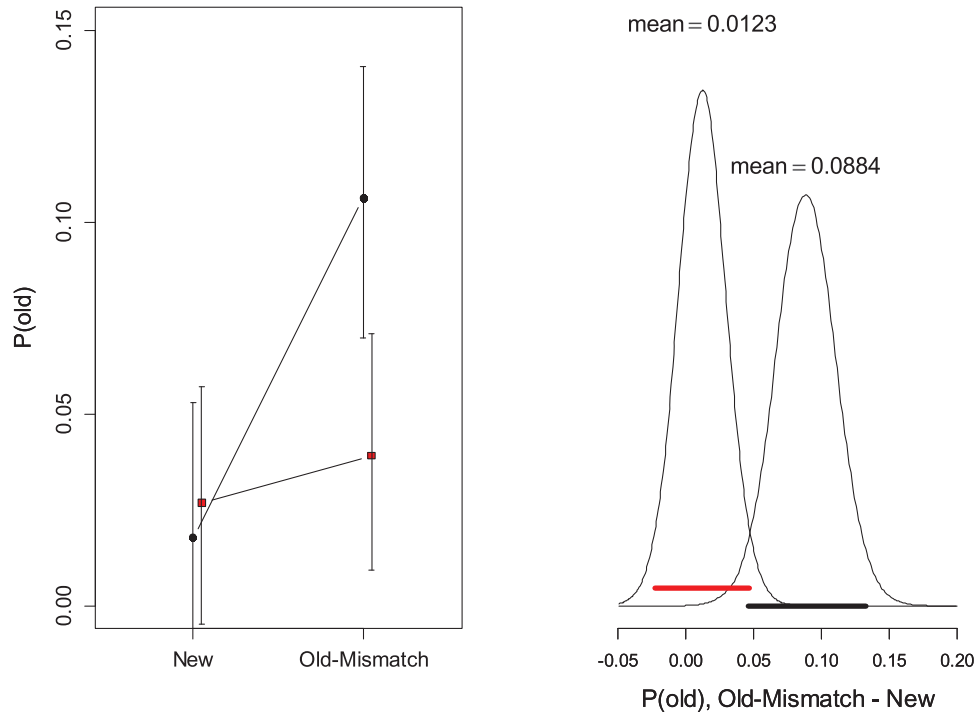 P(old)
0.15
0.10
0.05
0.00
New
Old-Mismatch
mean = 0.0123
mean = 0.0884
-0.05
0.00
0.05
0.10
0.15
0.20
P(old), Old-Mismatch - New